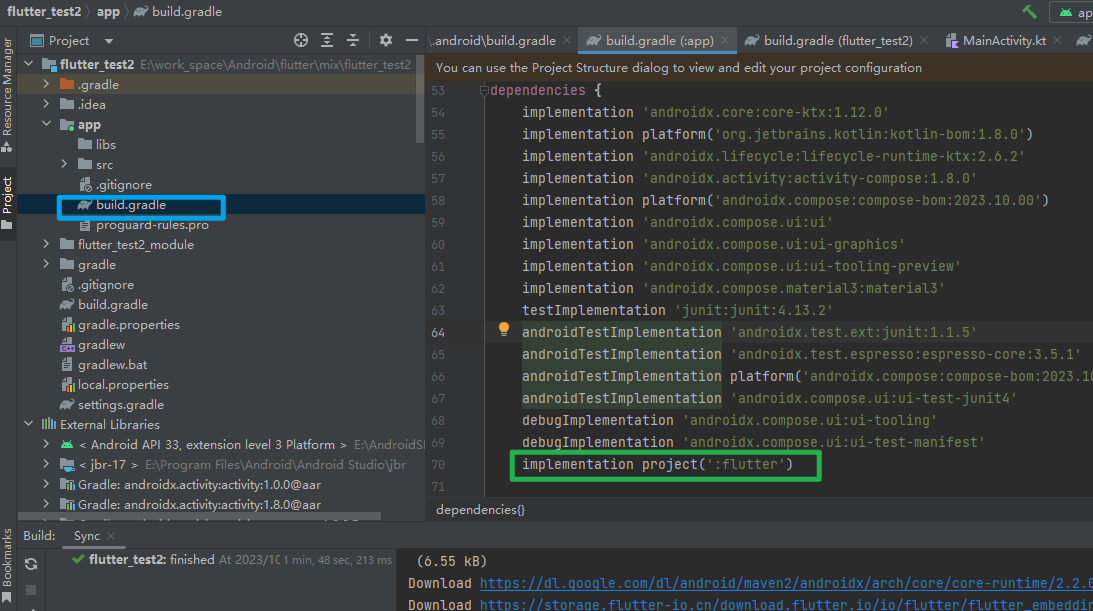 flutter_test2 app build.gradle
Resource Manager
Project
Bookmarks
Project
flutter_test2 E:\work_space\Android\flutter\mix\flutter_test2
.gradle
.idea
app
libs
src
.gitignore
build.gradle
proguard-rules.pro
flutter_test2_module
gradle
.gitignore
build.gradle
gradle.properties
gradlew
gradlew.bat
local.properties
settings.gradle
External Libraries
< Android API 33, extension level 3 Platform > E:\AndroidS
< jbr-17 > E:\Program Files\Android\Android Studio\jbr
Gradle: androidx.activity:activity:1.0.0@aar
Gradle: androidx.activity:activity:1.8.0@aar
.android\build.gradle build.gradle (:app) build.gradle (flutter_test2) MainActivity.kt
You can use the Project Structure dialog to view and edit your project configuration
53 dependencies {
54 implementation 'androidx.core:core-ktx:1.12.0'
55 implementation platform('org.jetbrains.kotlin:kotlin-bom:1.8.0')
56 implementation 'androidx.lifecycle:lifecycle-runtime-ktx:2.6.2'
57 implementation 'androidx.activity:activity-compose:1.8.0'
58 implementation platform('androidx.compose:compose-bom:2023.10.00')
59 implementation 'androidx.compose.ui:ui'
60 implementation 'androidx.compose.ui:ui-graphics'
61 implementation 'androidx.compose.ui:ui-tooling-preview'
62 implementation 'androidx.compose.material3:material3'
63 testImplementation 'junit:junit:4.13.2'
64 androidTestImplementation 'androidx.test.ext:junit:1.1.5'
65 androidTestImplementation 'androidx.test.espresso:espresso-core:3.5.1'
66 androidTestImplementation platform('androidx.compose:compose-bom:2023.10
67 androidTestImplementation 'androidx.compose.ui:ui-test-junit4'
68 debugImplementation 'androidx.compose.ui:ui-tooling'
69 debugImplementation 'androidx.compose.ui:ui-test-manifest'
70 implementation project(':flutter')
71
dependencies{}
Build: Sync
flutter_test2: finished At 2023/10 1 min, 48 sec, 213 ms
(6.55 kB)
Download https://dl.google.com/dl/android/maven2/androidx/arch/core/core-runtime/2.2.0
Download https://storage.flutter-io.cn/download.flutter.io/io/flutter/flutter_embeddin